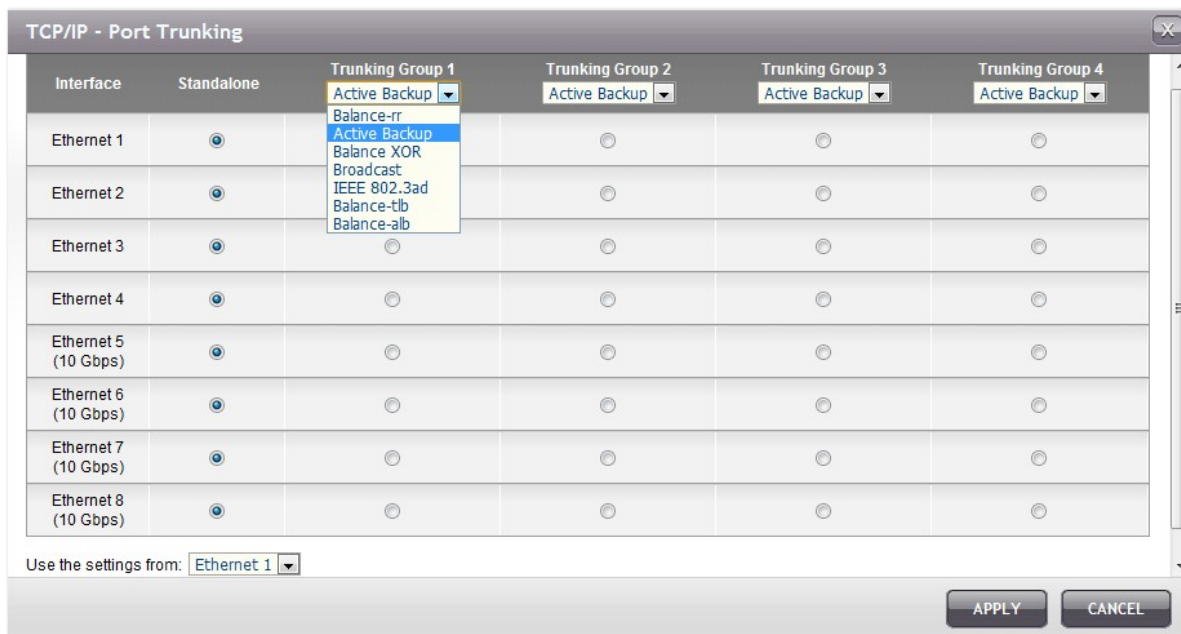 TCP/IP - Port Trunking
X
Interface Standalone Trunking Group 1 Trunking Group 2 Trunking Group 3 Trunking Group 4
Active Backup Active Backup Active Backup Active Backup
Balance-rr
Active Backup
Balance XOR
Broadcast
IEEE 802.3ad
Balance-tlb
Balance-alb
Ethernet 1
Ethernet 2
Ethernet 3
Ethernet 4
Ethernet 5
(10 Gbps)
Ethernet 6
(10 Gbps)
Ethernet 7
(10 Gbps)
Ethernet 8
(10 Gbps)
Use the settings from: Ethernet 1
APPLY CANCEL